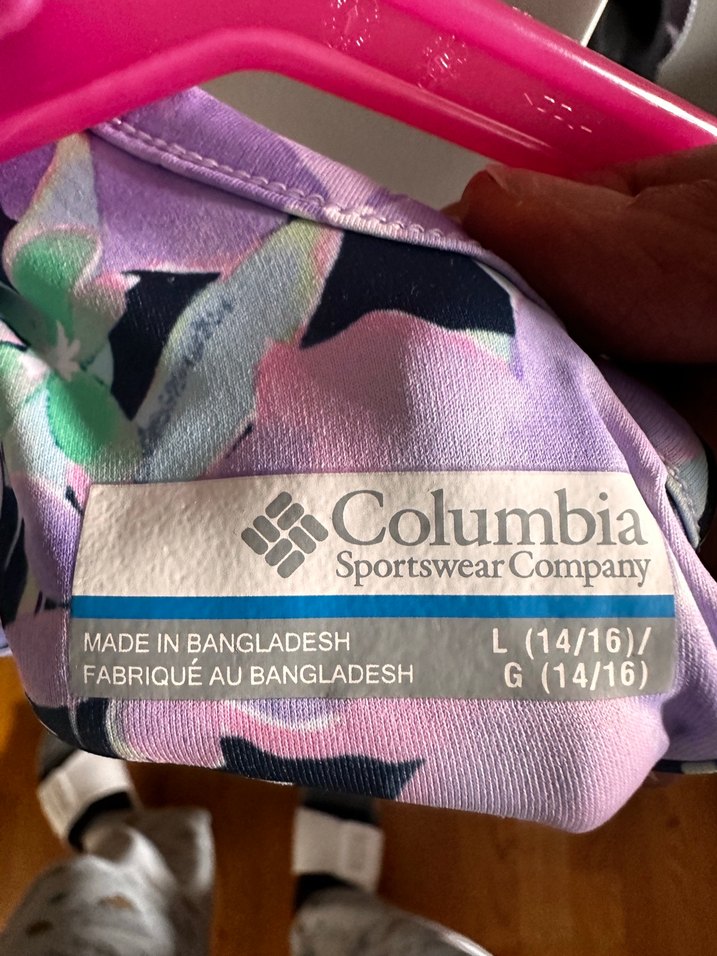 Columbia
Sportswear Company
MADE IN BANGLADESH
FABRIQUÉ AU BANGLADESH
L (14/16)/
G (14/16)